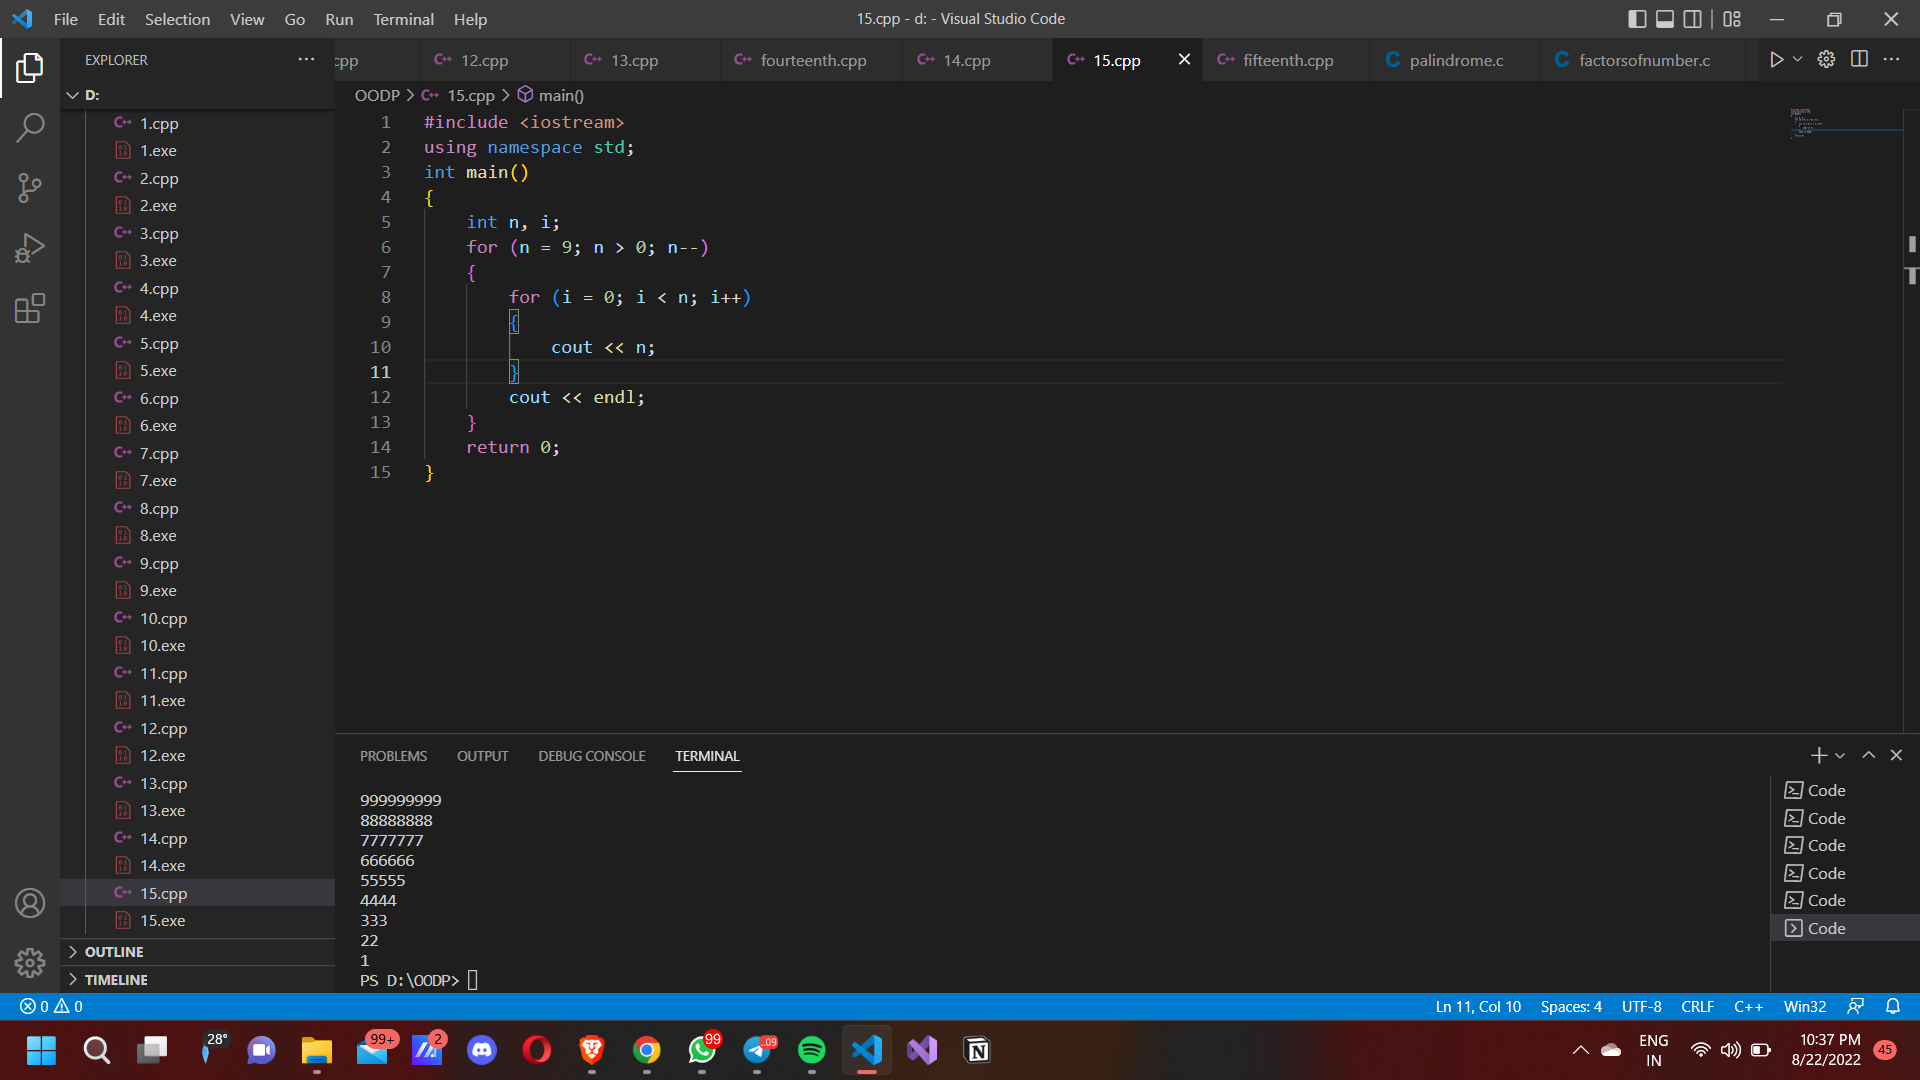 File Edit Selection View Go Run Terminal Help
15.cpp - d: - Visual Studio Code
EXPLORER
cpp 12.cpp 13.cpp fourteenth.cpp 14.cpp 15.cpp fifteenth.cpp palindrome.c factorsofnumber.c
D:
OODP > 15.cpp > main()
1.cpp
1.exe
2.cpp
2.exe
3.cpp
3.exe
4.cpp
4.exe
5.cpp
5.exe
6.cpp
6.exe
7.cpp
7.exe
8.cpp
8.exe
9.cpp
9.exe
10.cpp
10.exe
11.cpp
11.exe
12.cpp
12.exe
13.cpp
13.exe
14.cpp
14.exe
15.cpp
15.exe
OUTLINE
TIMELINE
1 #include <iostream>
2 using namespace std;
3 int main()
4 {
5 int n, i;
6 for (n = 9; n > 0; n--)
7 {
8 for (i = 0; i < n; i++)
9 {
10 cout << n;
11 }
12 cout << endl;
13 }
14 return 0;
15 }
PROBLEMS OUTPUT DEBUG CONSOLE TERMINAL
999999999
88888888
7777777
666666
55555
4444
333
22
1
PS D:\OODP>
Code
Code
Code
Code
Code
Code
0 0
Ln 11, Col 10 Spaces: 4 UTF-8 CRLF C++ Win32
28° 99+ 2 99 .09
ENG
IN
10:37 PM
8/22/2022
45